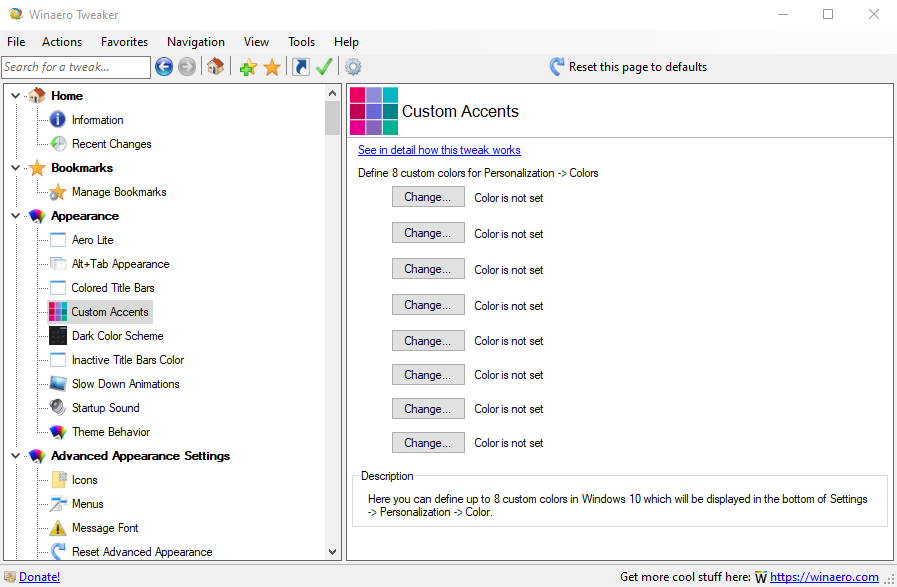 Winaero Tweaker
File Actions Favorites Navigation View Tools Help
Search for a tweak...
Reset this page to defaults
Home
Information
Recent Changes
Bookmarks
Manage Bookmarks
Appearance
Aero Lite
Alt+Tab Appearance
Colored Title Bars
Custom Accents
Dark Color Scheme
Inactive Title Bars Color
Slow Down Animations
Startup Sound
Theme Behavior
Advanced Appearance Settings
Icons
Menus
Message Font
Reset Advanced Appearance
Custom Accents
See in detail how this tweak works
Define 8 custom colors for Personalization -> Colors
Change... Color is not set
Change... Color is not set
Change... Color is not set
Change... Color is not set
Change... Color is not set
Change... Color is not set
Change... Color is not set
Change... Color is not set
Description
Here you can define up to 8 custom colors in Windows 10 which will be displayed in the bottom of Settings
-> Personalization -> Color.
Donate!
Get more cool stuff here: W https://winaero.com